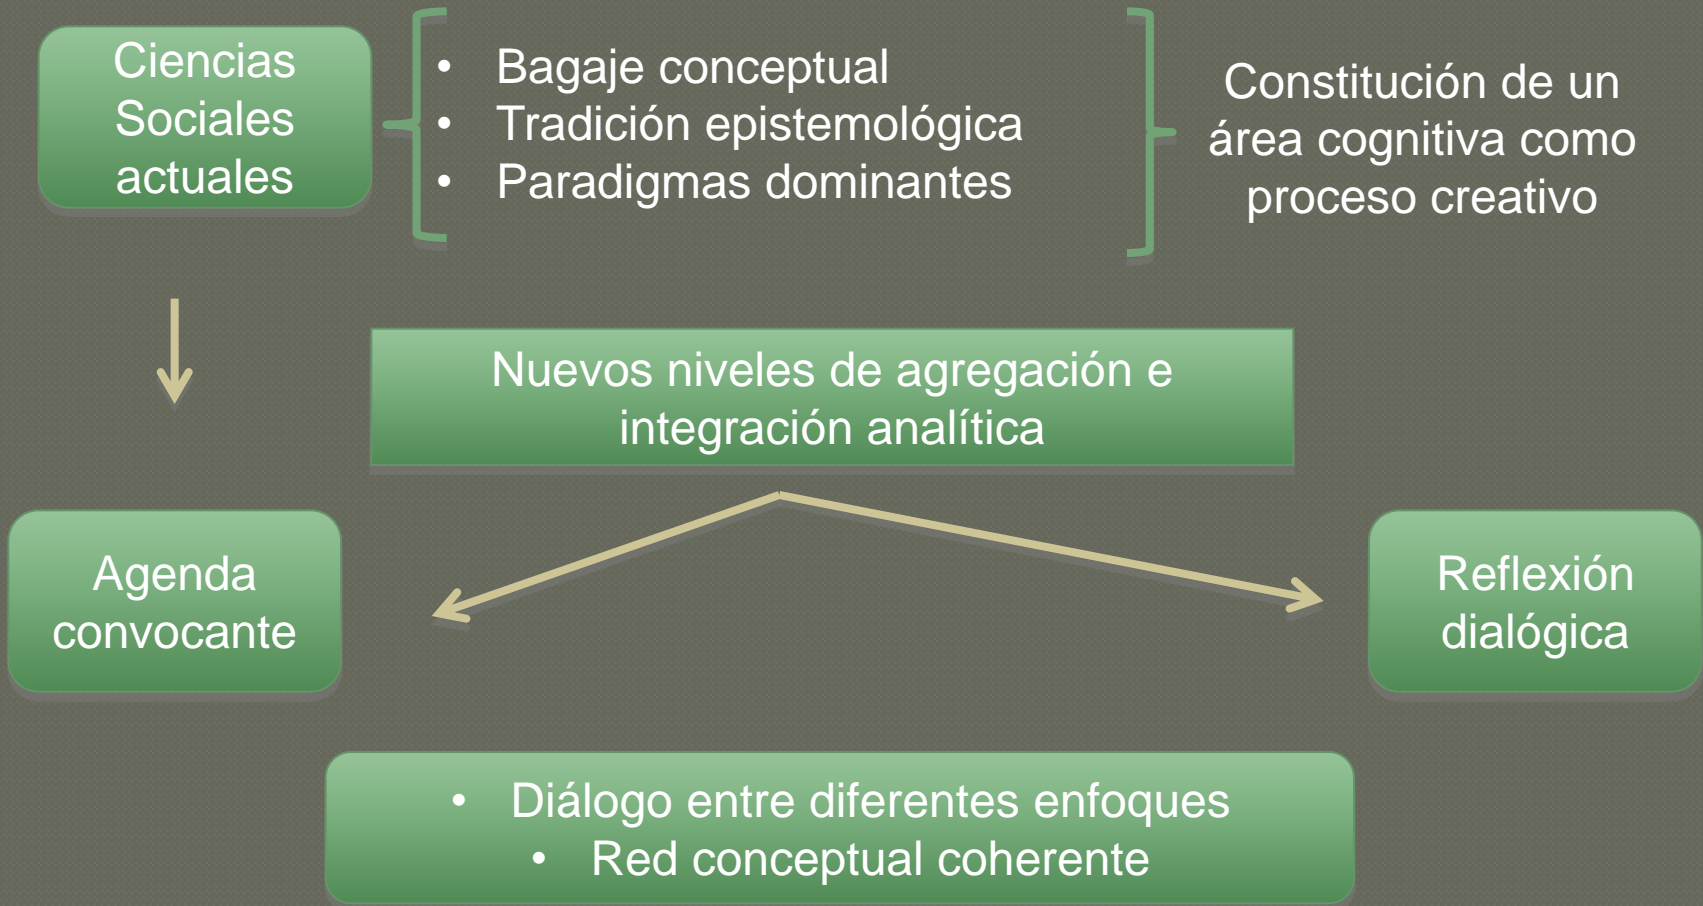 Ciencias
Sociales
actuales
• Bagaje conceptual
• Tradición epistemológica
• Paradigmas dominantes
Constitución de un
área cognitiva como
proceso creativo
Nuevos niveles de agregación e
integración analítica
Agenda
convocante
Reflexión
dialógica
• Diálogo entre diferentes enfoques
• Red conceptual coherente